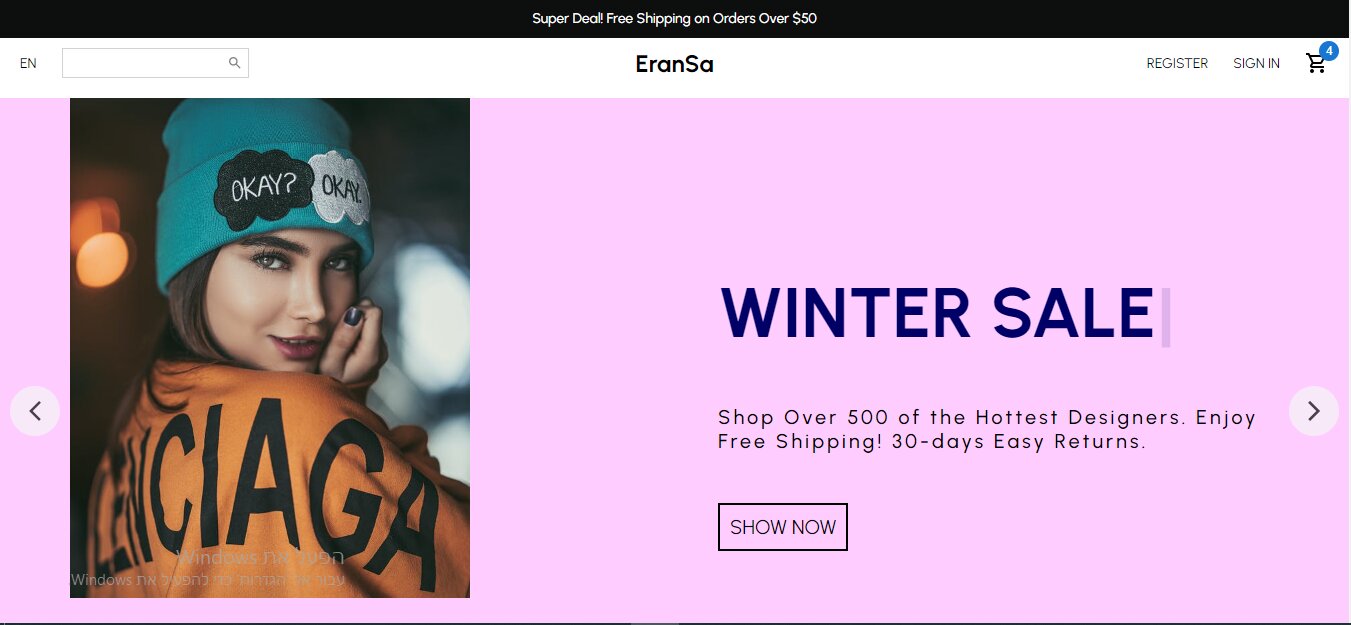 Super Deal! Free Shipping on Orders Over $50
EN
EranSa
REGISTER
SIGN IN
4
OKAY?
OKAY.
WINTER SALE
Shop Over 500 of the Hottest Designers. Enjoy
Free Shipping! 30-days Easy Returns.
SHOW NOW
ENCIAGA
הפעל את Windows
עבור אל 'הגדרות' כדי להפעיל את Windows